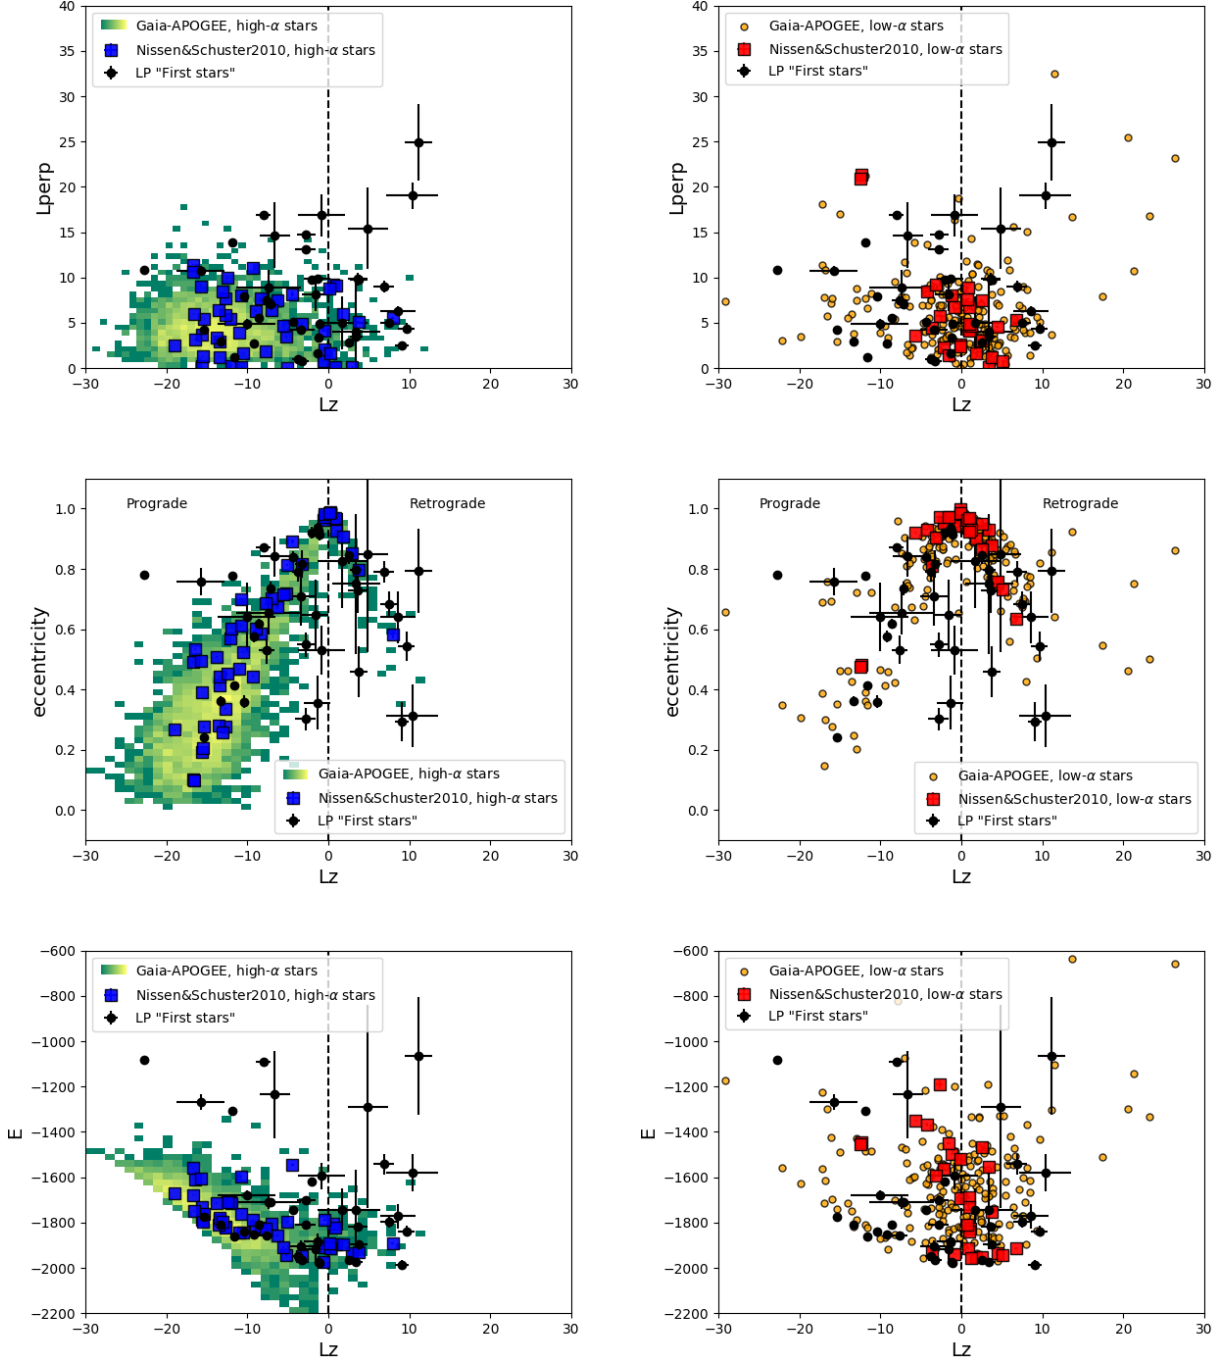 40
35
30
25
20
15
10
5
0
Lperp
Gaia-APOGEE, high-α stars
Nissen&Schuster2010, high-α stars
LP "First stars"
−30 −20 −10 0 10 20 30
Lz
40
35
30
25
20
15
10
5
0
Lperp
Gaia-APOGEE, low-α stars
Nissen&Schuster2010, low-α stars
LP "First stars"
−30 −20 −10 0 10 20 30
Lz
1.0
0.8
0.6
0.4
0.2
0.0
eccentricity
Prograde Retrograde
Gaia-APOGEE, high-α stars
Nissen&Schuster2010, high-α stars
LP "First stars"
−30 −20 −10 0 10 20 30
Lz
1.0
0.8
0.6
0.4
0.2
0.0
eccentricity
Prograde Retrograde
Gaia-APOGEE, low-α stars
Nissen&Schuster2010, low-α stars
LP "First stars"
−30 −20 −10 0 10 20 30
Lz
−600
−800
−1000
−1200
−1400
−1600
−1800
−2000
−2200
E
Gaia-APOGEE, high-α stars
Nissen&Schuster2010, high-α stars
LP "First stars"
−30 −20 −10 0 10 20 30
Lz
−600
−800
−1000
−1200
−1400
−1600
−1800
−2000
−2200
E
Gaia-APOGEE, low-α stars
Nissen&Schuster2010, low-α stars
LP "First stars"
−30 −20 −10 0 10 20 30
Lz